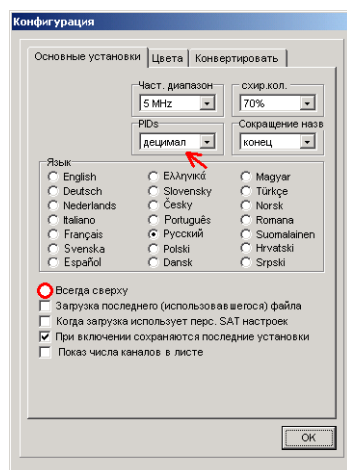 Конфигурация
Основные установки Цвета Конвертировать
Част. диапазон схир.кол.
5 MHz 70%
PIDs Сокращение назв
децимал конец
Язык
English Ελληνικά Magyar
Deutsch Slovensky Türkçe
Nederlands Česky Norsk
Italiano Português Romana
Français Русский Suomalainen
Svenska Polski Hrvatski
Español Dansk Srpski
Всегда сверху
Загрузка последнего (использовавшегося) файла
Когда загрузка использует перс. SAT настроек
При включении сохраняются последние установки
Показ числа каналов в листе
OK